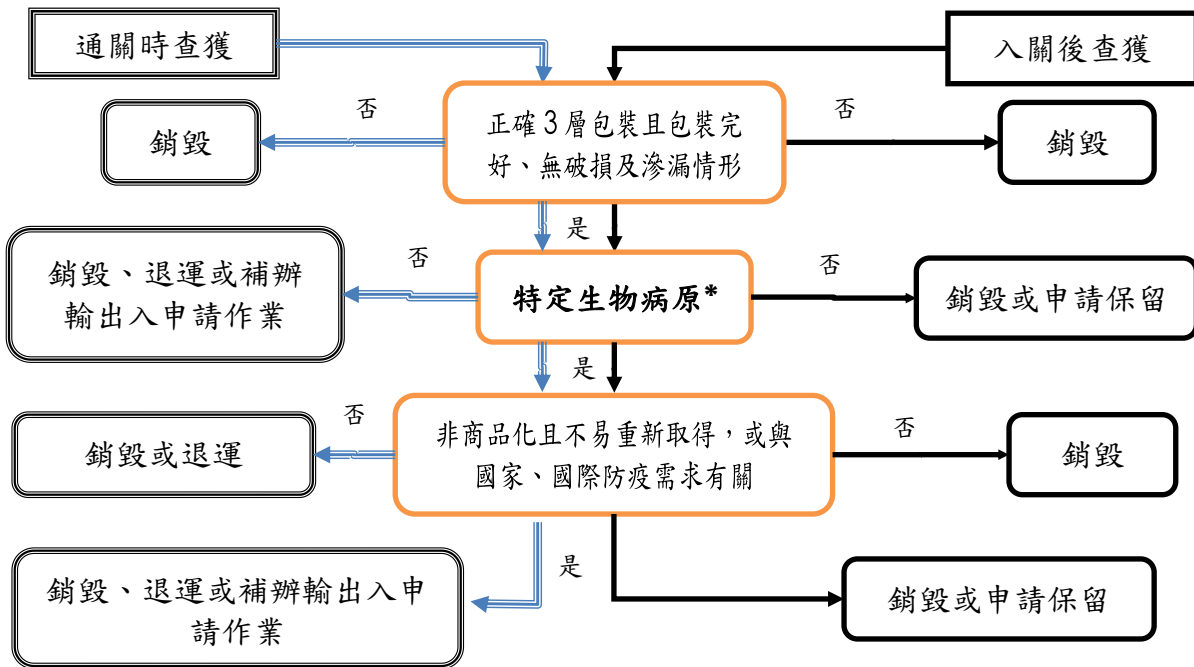 通關時查獲
入關後查獲
否
銷毀
正確3層包裝且包裝完
好、無破損及滲漏情形
否
銷毀
是
否
銷毀、退運或補辦
輸出入申請作業
特定生物病原*
否
銷毀或申請保留
是
否
銷毀或退運
非商品化且不易重新取得，或與
國家、國際防疫需求有關
否
銷毀
銷毀、退運或補辦輸出入申
請作業
是
銷毀或申請保留